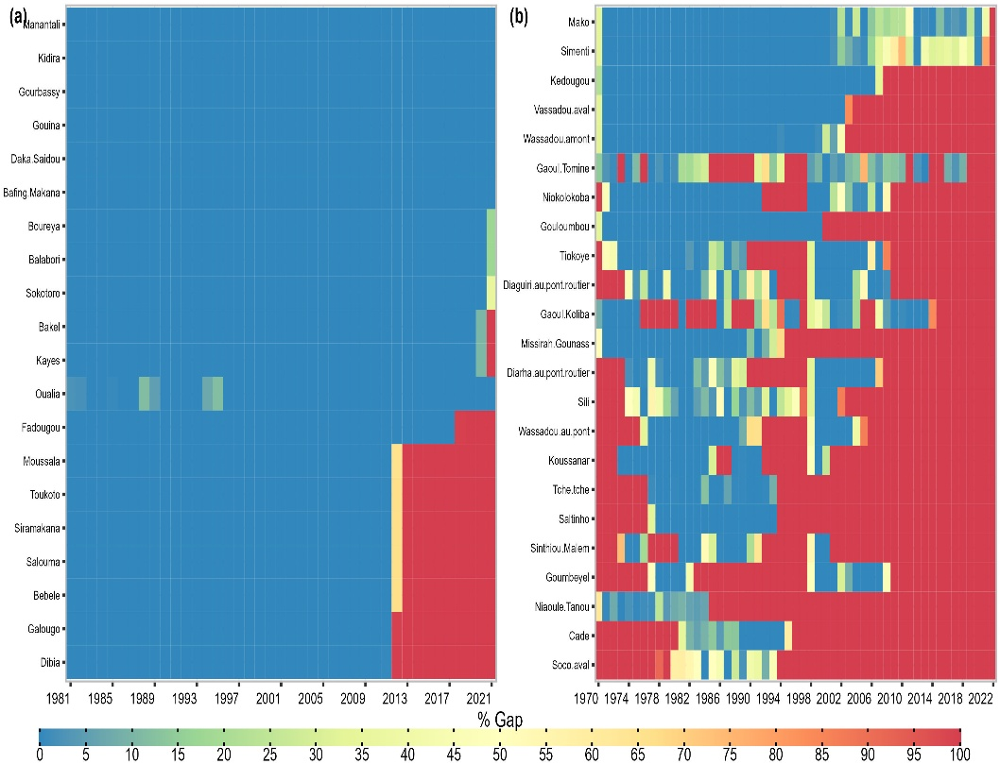 (a)
Manantali
Kidira
Gourbassy
Gouina
Daka.Saidou
Bafing.Makana
Boureya
Balabori
Sokotoro
Bakel
Kayes
Oualia
Fadougou
Moussala
Toukoto
Siramakana
Salouma
Bebele
Galougo
Dibia
1981 1985 1989 1993 1997 2001 2005 2009 2013 2017 2021
(b)
Mako
Simenti
Kedougou
Vassadou.aval
Wassadou.amont
Gaoul.Tomine
Niokolokoba
Gouloumbou
Tiokoye
Diaguiri.au.pont.routier
Gaoul.Koliba
Missirah.Gounass
Diarha.au.pont.routier
Sili
Wassadou.au.pont
Koussanar
Tche.tche
Saltinho
Sinthiou.Malem
Goumbeyel
Niaoule.Tanou
Cade
Soco.aval
1970 1974 1978 1982 1986 1990 1994 1998 2002 2006 2010 2014 2018 2022
% Gap
0 5 10 15 20 25 30 35 40 45 50 55 60 65 70 75 80 85 90 95 100